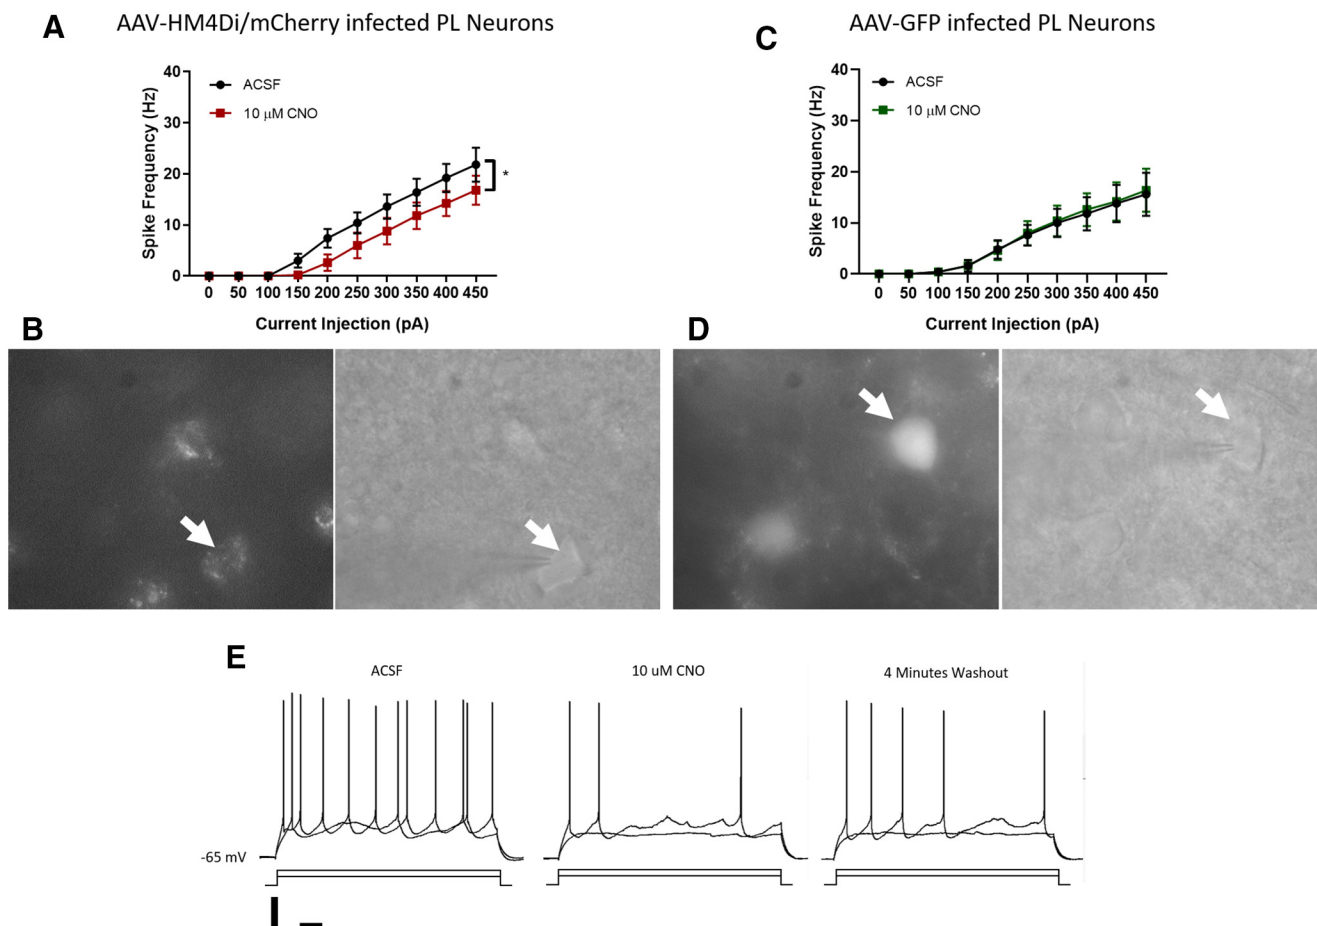 A
AAV-HM4Di/mCherry infected PL Neurons
40
30
20
10
0
Spike Frequency (Hz)
ACSF
10 μM CNO
*
0 50 100 150 200 250 300 350 400 450
Current Injection (pA)
C
AAV-GFP infected PL Neurons
40
30
20
10
0
Spike Frequency (Hz)
ACSF
10 μM CNO
0 50 100 150 200 250 300 350 400 450
Current Injection (pA)
B
D
E
ACSF
10 uM CNO
4 Minutes Washout
-65 mV